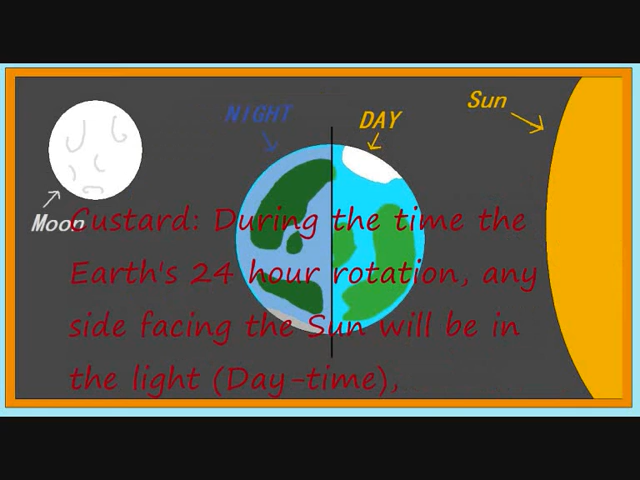 Sun
NIGHT
DAY
Moon
Custard: During the time the
Earth's 24 hour rotation, any
side facing the Sun will be in
the light (Day-time),